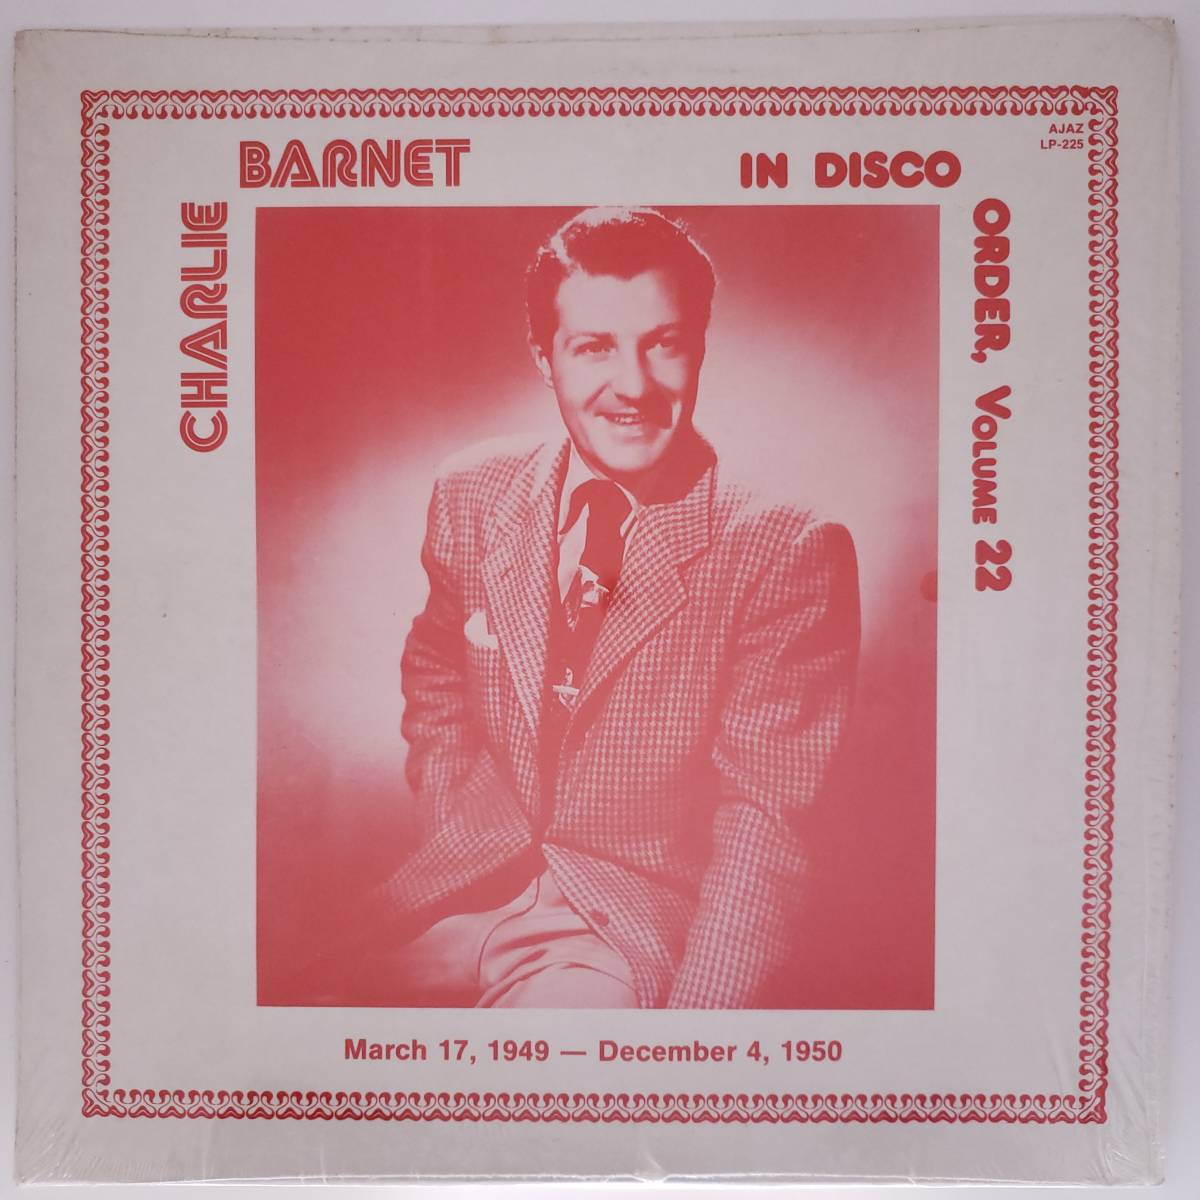 AJAZ
LP-225
CHARLIE
BARNET
IN DISCO
ORDER, VOLUME 22
March 17, 1949 — December 4, 1950